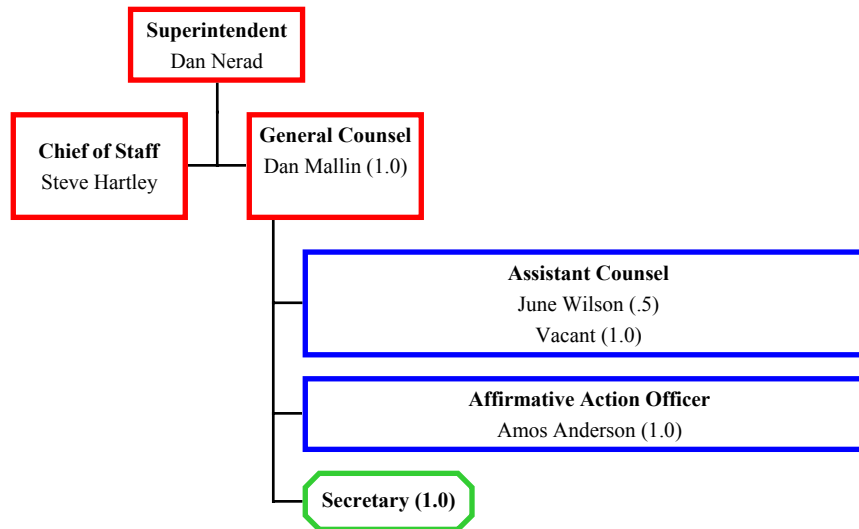 Superintendent
Dan Nerad
Chief of Staff
Steve Hartley
General Counsel
Dan Mallin (1.0)
Assistant Counsel
June Wilson (.5)
Vacant (1.0)
Affirmative Action Officer
Amos Anderson (1.0)
Secretary (1.0)